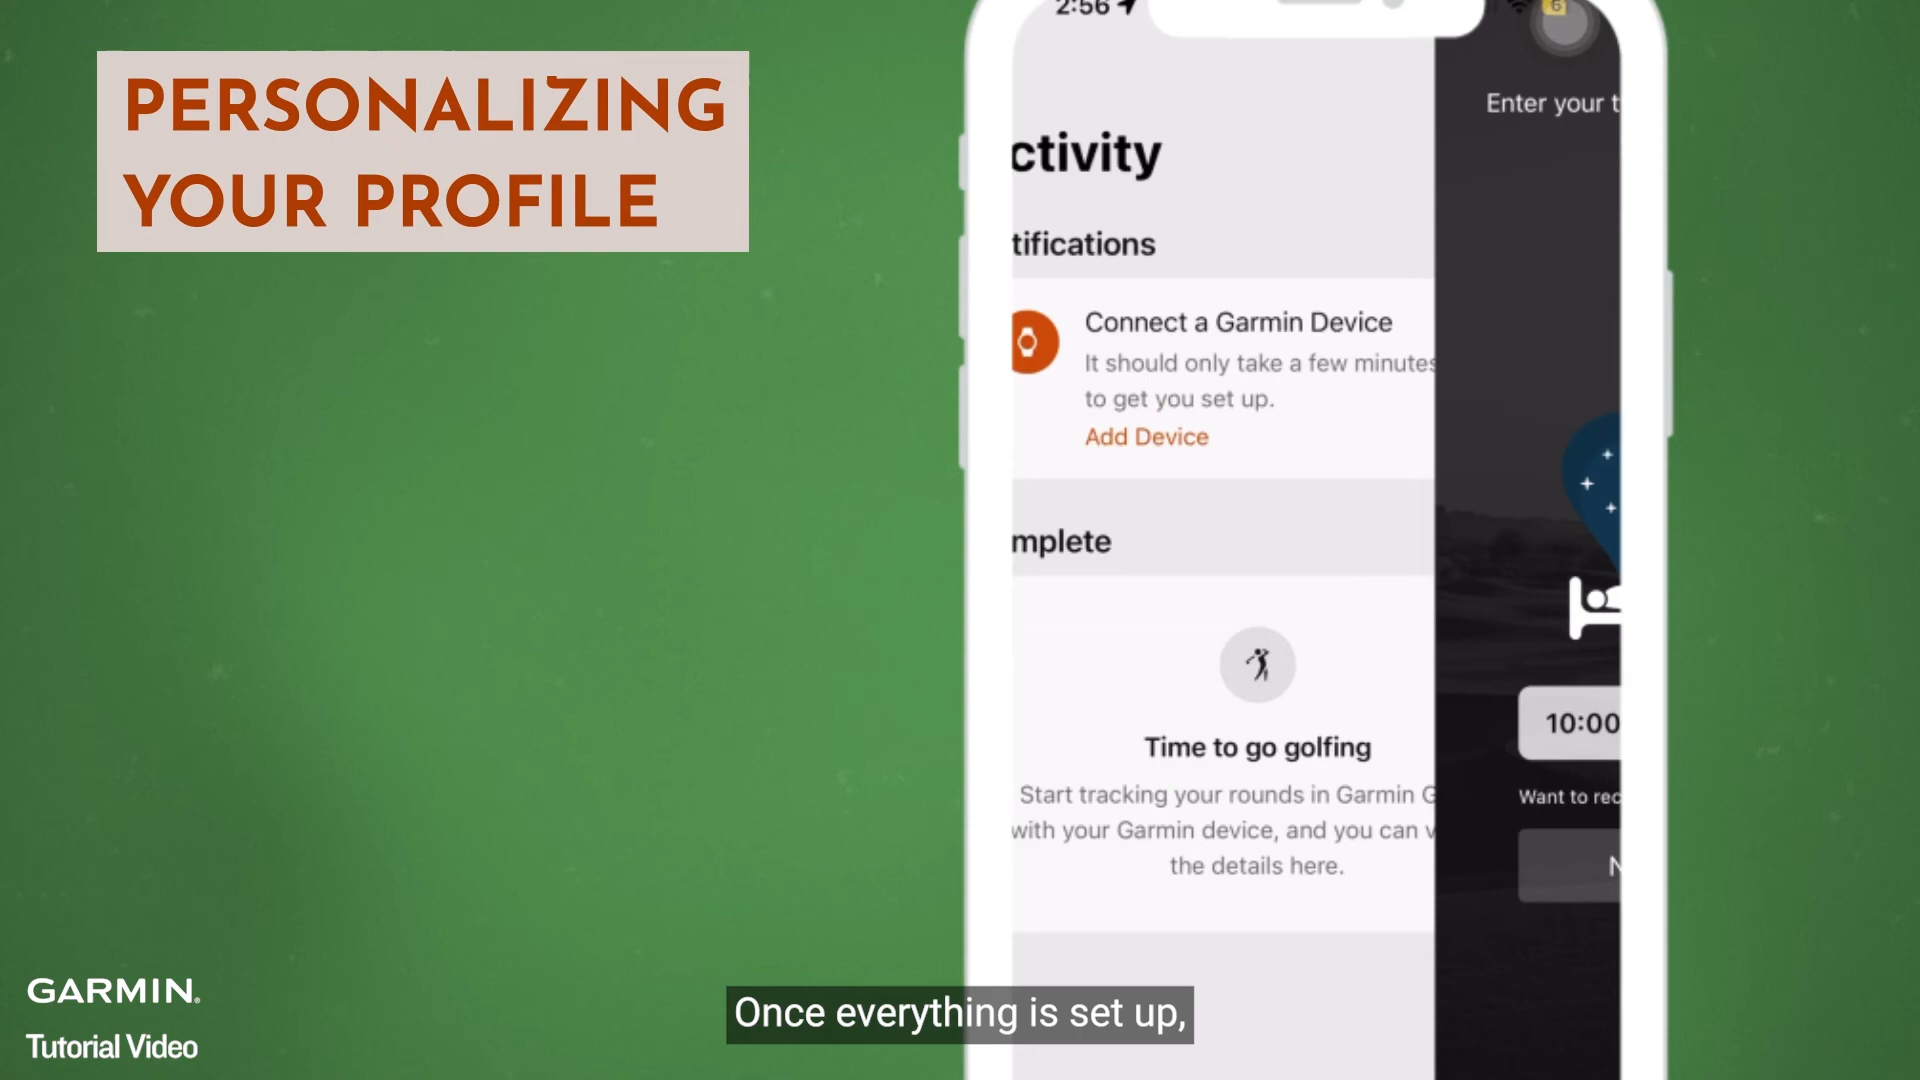 PERSONALIZING
YOUR PROFILE
2:56
6
Enter your t
ctivity
tifications
Connect a Garmin Device
It should only take a few minutes
to get you set up.
Add Device
mplete
Time to go golfing
Start tracking your rounds in Garmin G
with your Garmin device, and you can v
the details here.
10:00
Want to rec
N
GARMIN
Tutorial Video
Once everything is set up,